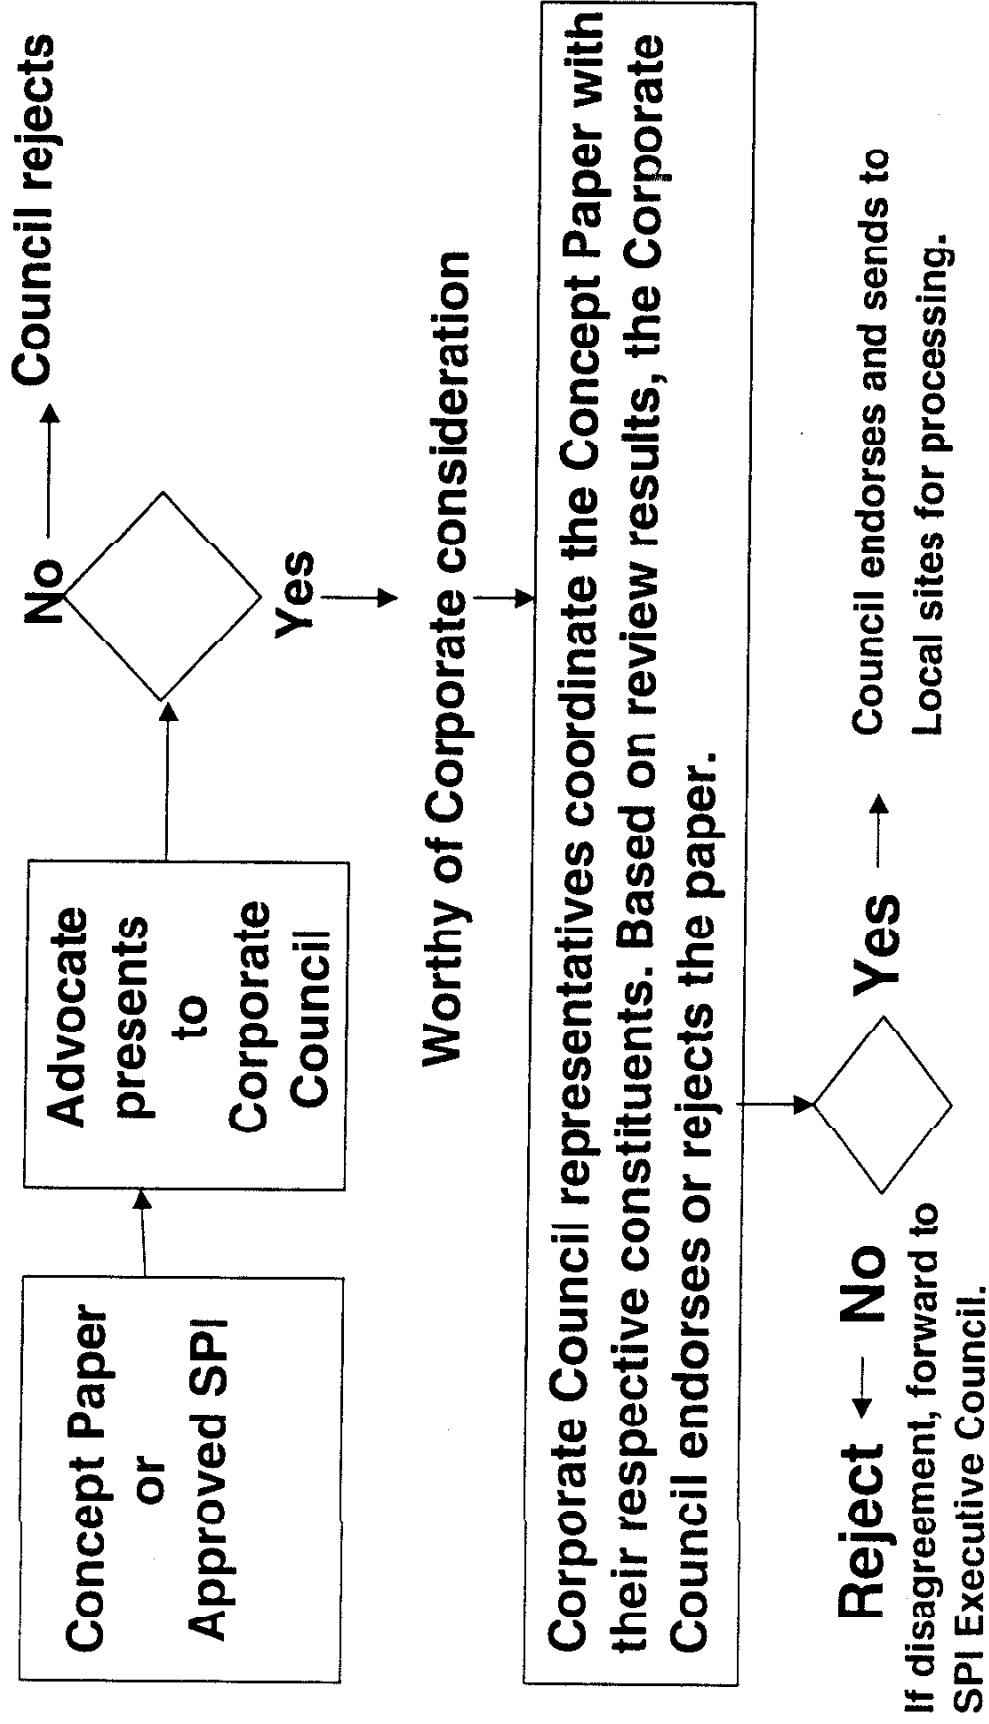 Concept Paper
or
Approved SPI
Advocate
presents
to
Corporate
Council
No
Council rejects
Yes
Worthy of Corporate consideration
Corporate Council representatives coordinate the Concept Paper with
their respective constituents. Based on review results, the Corporate
Council endorses or rejects the paper.
Reject
No
If disagreement, forward to
SPI Executive Council.
Yes
Council endorses and sends to
Local sites for processing.